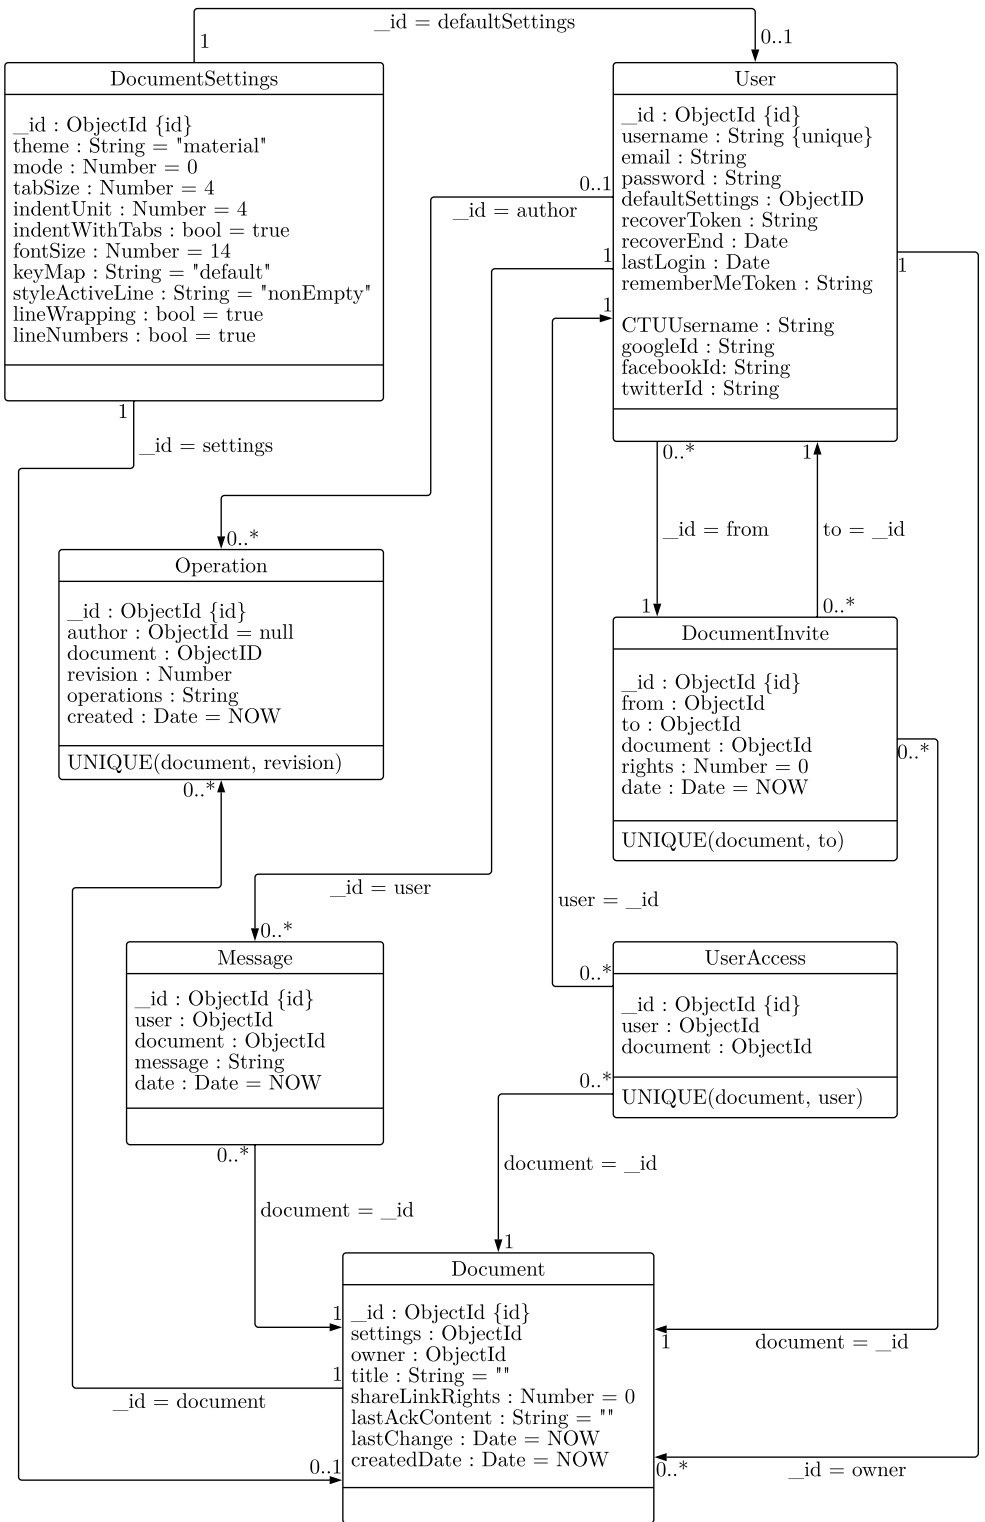 _id = defaultSettings
1
0..1
DocumentSettings
_id : ObjectId {id}
theme : String = "material"
mode : Number = 0
tabSize : Number = 4
indentUnit : Number = 4
indentWithTabs : bool = true
fontSize : Number = 14
keyMap : String = "default"
styleActiveLine : String = "nonEmpty"
lineWrapping : bool = true
lineNumbers : bool = true
1
_id = settings
User
_id : ObjectId {id}
username : String {unique}
email : String
password : String
defaultSettings : ObjectID
recoverToken : String
recoverEnd : Date
lastLogin : Date
rememberMeToken : String
CTUUsername : String
googleId : String
facebookId: String
twitterId : String
0..1
_id = author
1
1
1
0..*
1
_id = from
to = _id
1
0..*
0..*
Operation
_id : ObjectId {id}
author : ObjectId = null
document : ObjectID
revision : Number
operations : String
created : Date = NOW
UNIQUE(document, revision)
0..*
DocumentInvite
_id : ObjectId {id}
from : ObjectId
to : ObjectId
document : ObjectId
rights : Number = 0
date : Date = NOW
UNIQUE(document, to)
0..*
_id = user
user = _id
0..*
Message
_id : ObjectId {id}
user : ObjectId
document : ObjectId
message : String
date : Date = NOW
0..*
document = _id
0..*
UserAccess
_id : ObjectId {id}
user : ObjectId
document : ObjectId
UNIQUE(document, user)
0..*
document = _id
1
Document
_id : ObjectId {id}
settings : ObjectId
owner : ObjectId
title : String = ""
shareLinkRights : Number = 0
lastAckContent : String = ""
lastChange : Date = NOW
createdDate : Date = NOW
1
1
_id = document
0..1
1
document = _id
0..*
_id = owner